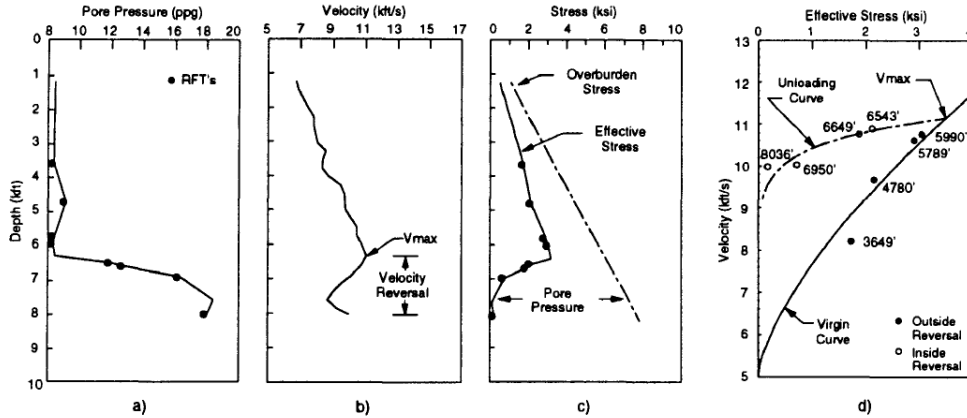 Pore Pressure (ppg)
8 10 12 14 16 18 20
0
1
2
3
4
5
6
7
8
9
10
Depth (kft)
RFT's
a)
Velocity (kft/s)
5 7 9 11 13 15 17
Vmax
Velocity
Reversal
b)
Stress (ksi)
0 2 4 6 8 10
Overburden
Stress
Effective
Stress
Pore
Pressure
c)
Effective Stress (ksi)
0 1 2 3 4
13
12
11
10
9
8
7
6
5
Velocity (kft/s)
Unloading
Curve
Vmax
6543'
6649'
5990'
5789'
8036'
6950'
4780'
3649'
Virgin
Curve
Outside
Reversal
Inside
Reversal
d)